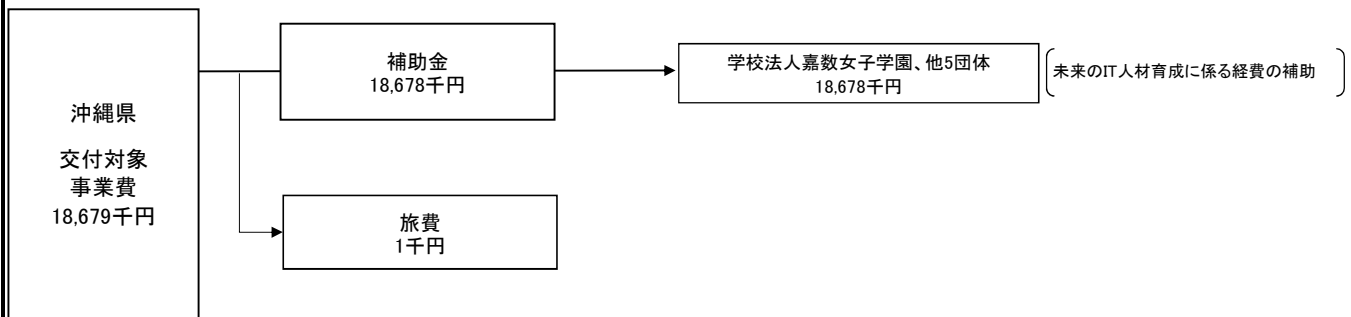 沖縄県
交付対象
事業費
18,679千円
補助金
18,678千円
学校法人嘉数女子学園、他5団体
18,678千円
未来のIT人材育成に係る経費の補助
旅費
1千円